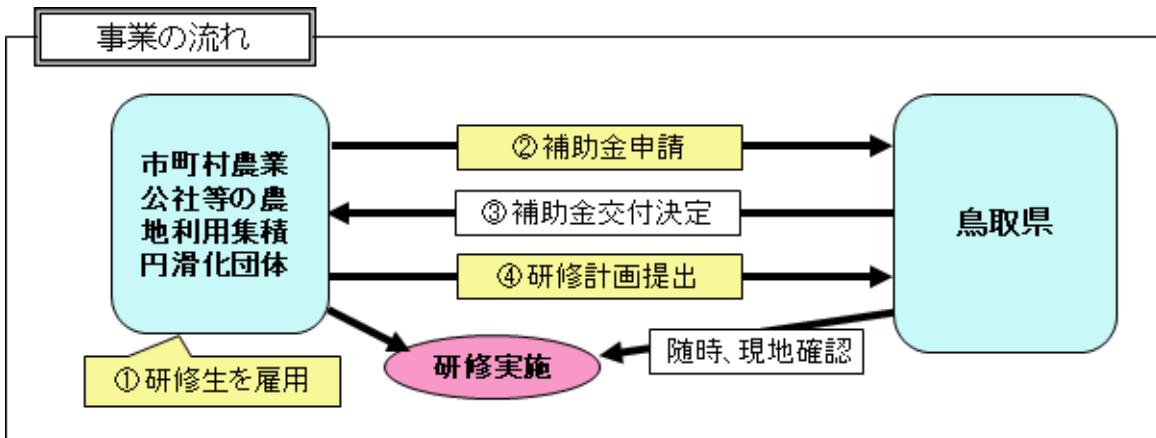 事業の流れ
市町村農業
公社等の農
地利用集積
円滑化団体
②補助金申請
③補助金交付決定
④研修計画提出
鳥取県
①研修生を雇用
研修実施
随時、現地確認